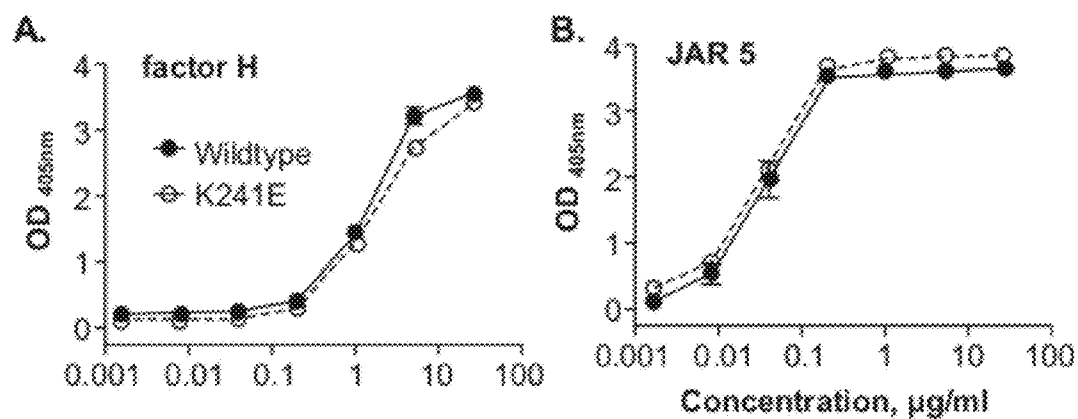 A.
factor H
Wildtype
K241E
OD 405nm
4
3
2
1
0
0.001 0.01 0.1 1 10 100
B.
JAR 5
OD 405nm
4
3
2
1
0
0.001 0.01 0.1 1 10 100
Concentration, µg/ml